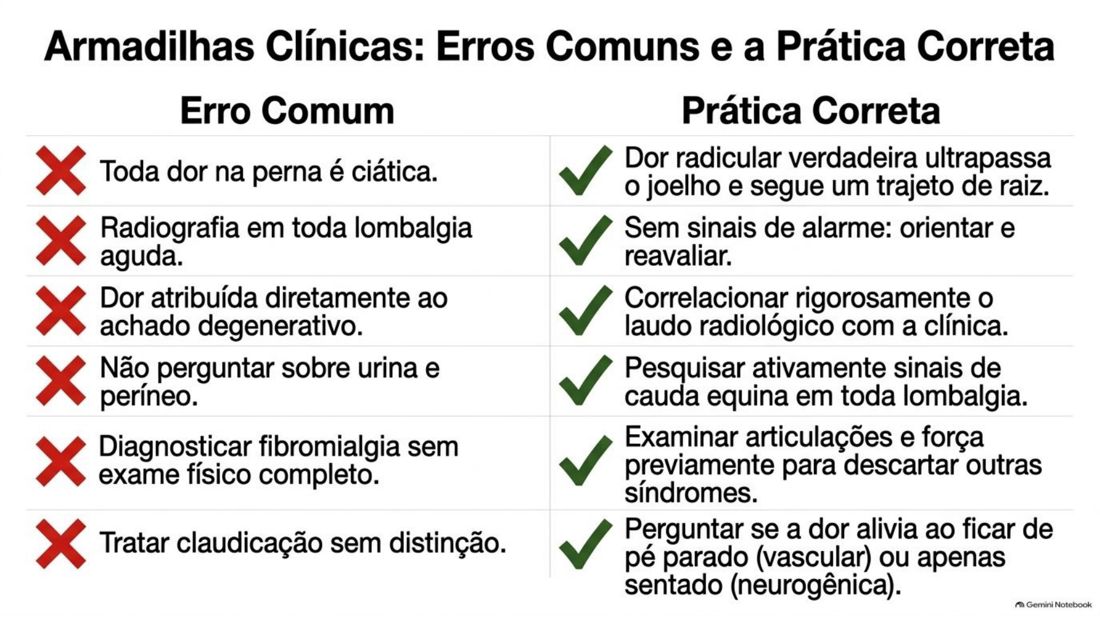 Armadilhas Clínicas: Erros Comuns e a Prática Correta
Erro Comum
Prática Correta
Toda dor na perna é ciática.
Dor radicular verdadeira ultrapassa
o joelho e segue um trajeto de raiz.
Radiografia em toda lombalgia
aguda.
Sem sinais de alarme: orientar e
reavaliar.
Dor atribuída diretamente ao
achado degenerativo.
Correlacionar rigorosamente o
laudo radiológico com a clínica.
Não perguntar sobre urina e
períneo.
Pesquisar ativamente sinais de
cauda equina em toda lombalgia.
Diagnosticar fibromialgia sem
exame físico completo.
Examinar articulações e força
previamente para descartar outras
síndromes.
Tratar claudicação sem distinção.
Perguntar se a dor alivia ao ficar de
pé parado (vascular) ou apenas
sentado (neurogênica).
Gemini Notebook